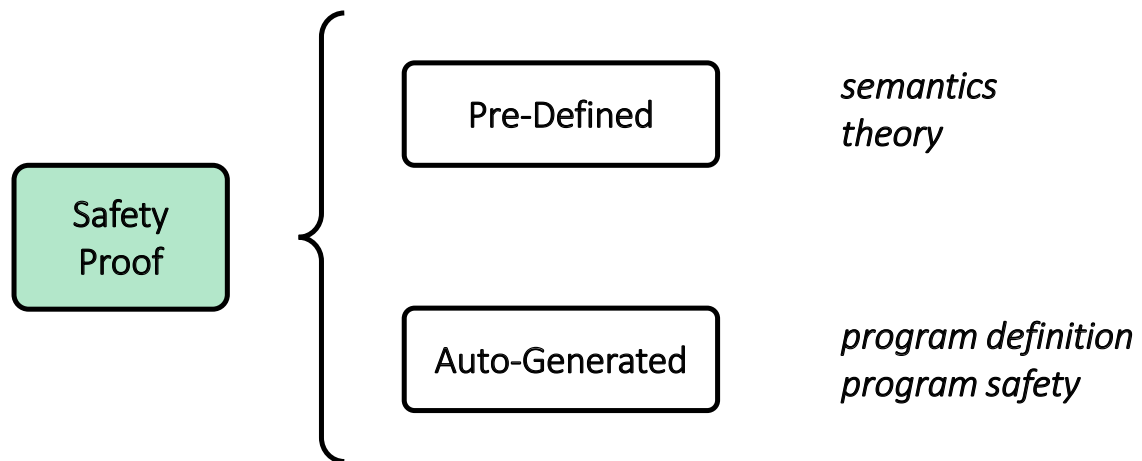 Safety
Proof
Pre-Defined
semantics
theory
Auto-Generated
program definition
program safety